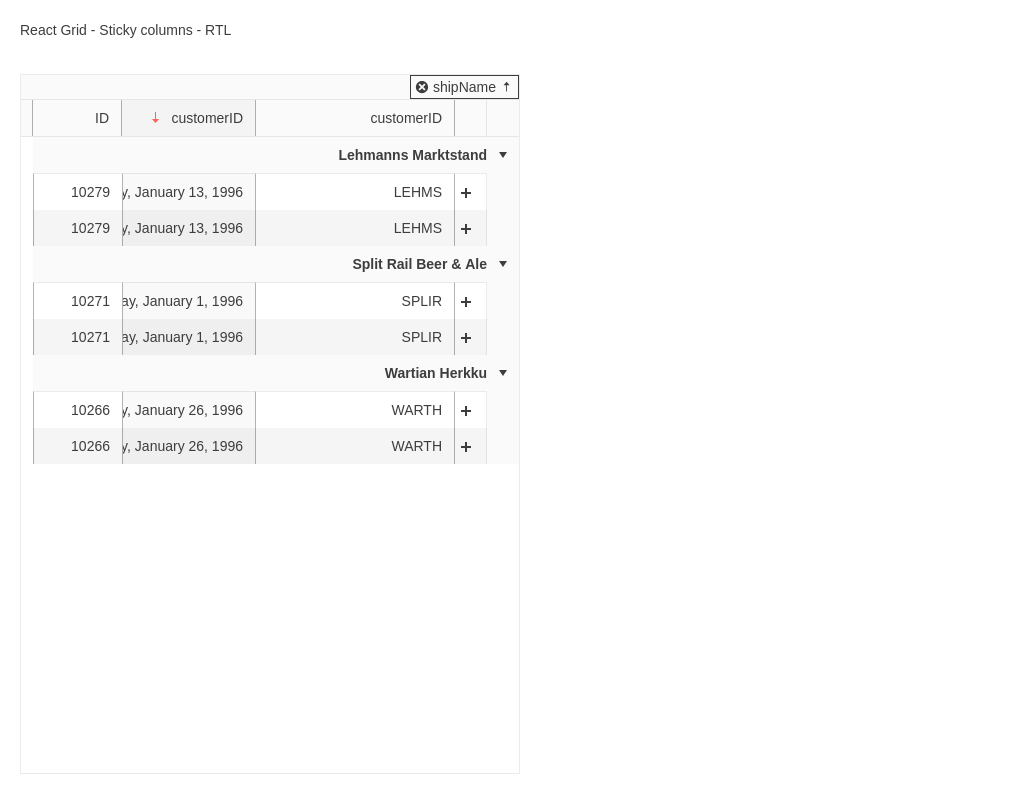 React Grid - Sticky columns - RTL
shipName
ID customerID customerID
Lehmanns Marktstand
10279 January 13, 1996 LEHMS
10279 January 13, 1996 LEHMS
Split Rail Beer & Ale
10271 January 1, 1996 SPLIR
10271 January 1, 1996 SPLIR
Wartian Herkku
10266 January 26, 1996 WARTH
10266 January 26, 1996 WARTH